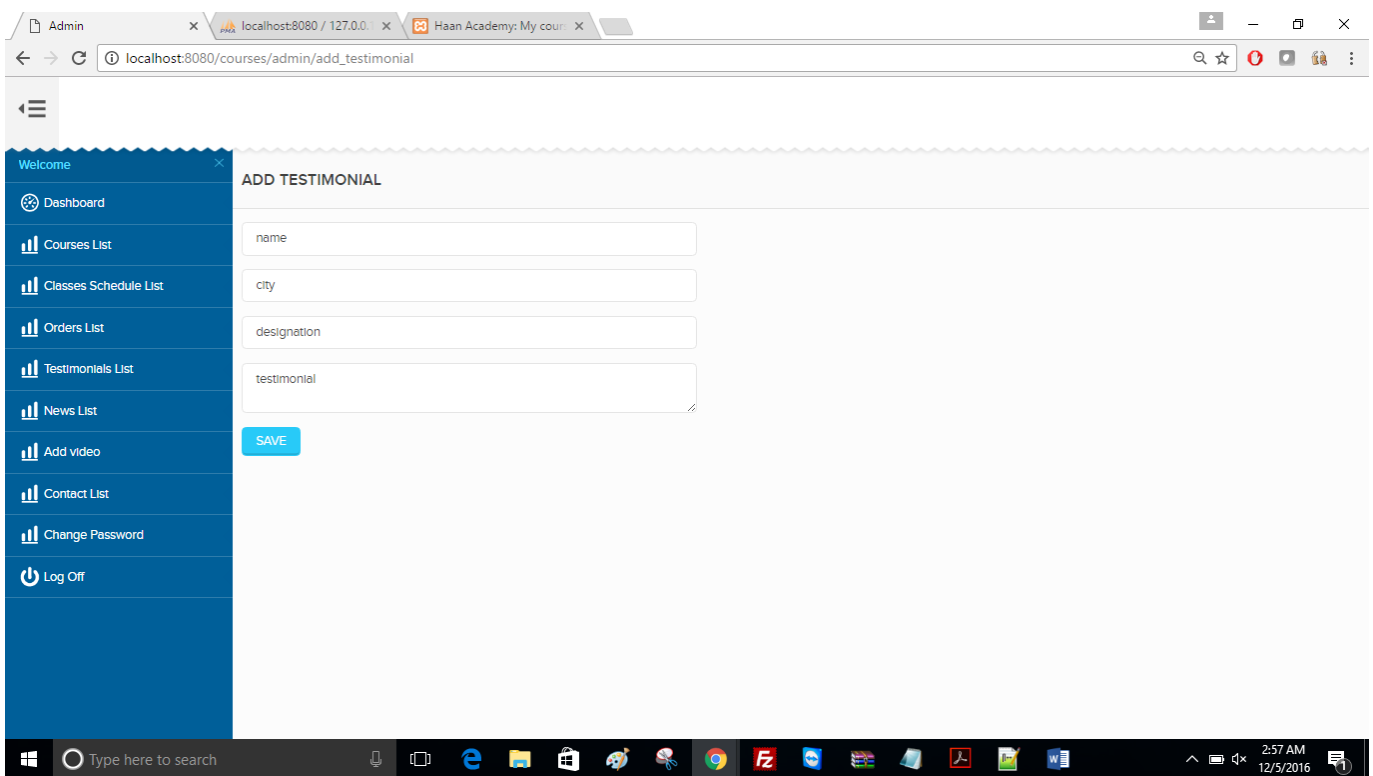 Admin
localhost:8080 / 127.0.0.1
Haan Academy: My cour
localhost:8080/courses/admin/add_testimonial
Welcome
ADD TESTIMONIAL
Dashboard
Courses List
Classes Schedule List
Orders List
Testimonials List
News List
Add video
Contact List
Change Password
Log Off
name
city
designation
testimonial
SAVE
Type here to search
2:57 AM
12/5/2016
1